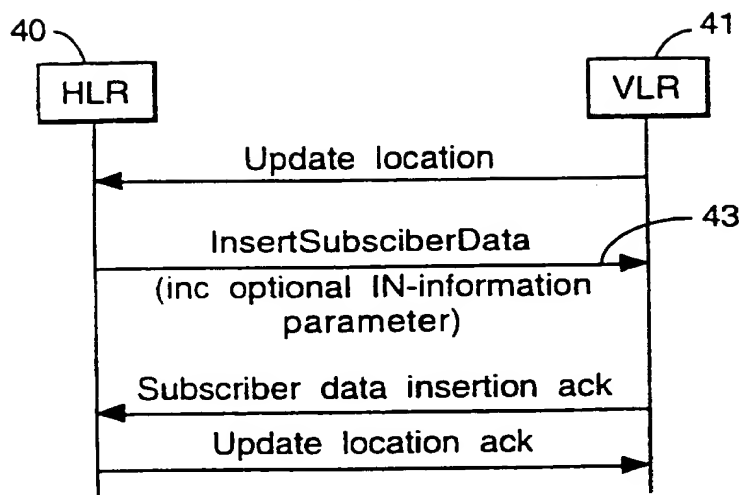 40
41
HLR
VLR
Update location
43
InsertSubsciberData
(inc optional IN-information
parameter)
Subscriber data insertion ack
Update location ack